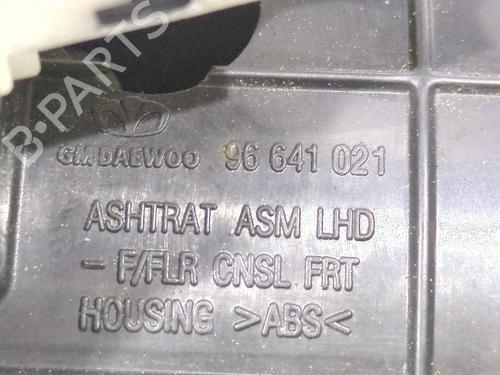 B-PARTS
GM DAEWOO 96 641 021
ASHTRAT ASM LHD
- F/FLR CNSL FRT
HOUSING >ABS<